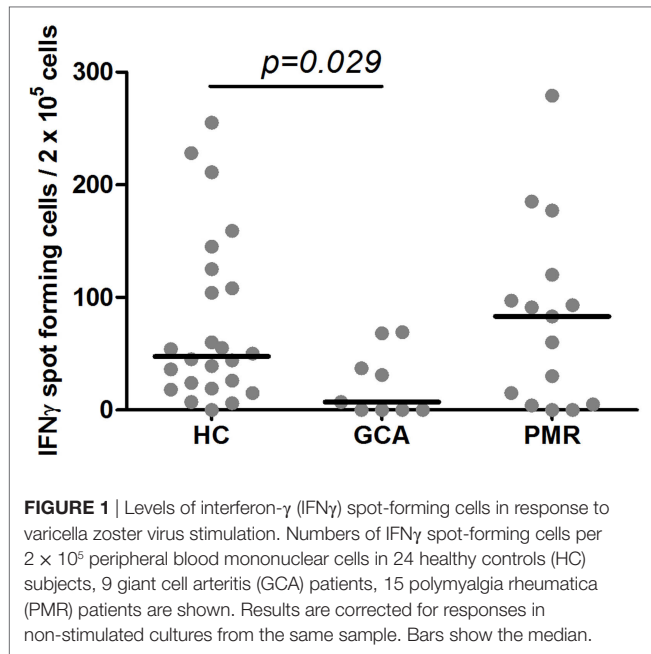 IFNγ spot forming cells / 2 x 10⁵ cells
300
200
100
0
p=0.029
HC GCA PMR
FIGURE 1 | Levels of interferon-γ (IFNγ) spot-forming cells in response to
varicella zoster virus stimulation. Numbers of IFNγ spot-forming cells per
2 × 10⁵ peripheral blood mononuclear cells in 24 healthy controls (HC)
subjects, 9 giant cell arteritis (GCA) patients, 15 polymyalgia rheumatica
(PMR) patients are shown. Results are corrected for responses in
non-stimulated cultures from the same sample. Bars show the median.